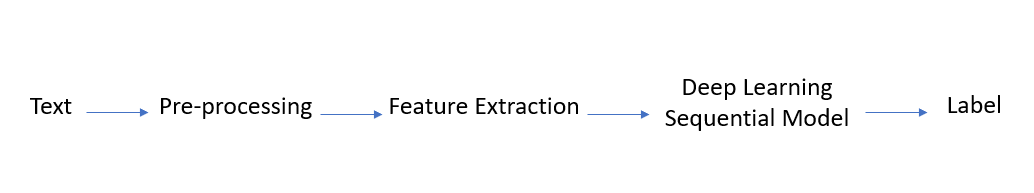 Text
Pre-processing
Feature Extraction
Deep Learning
Sequential Model
Label